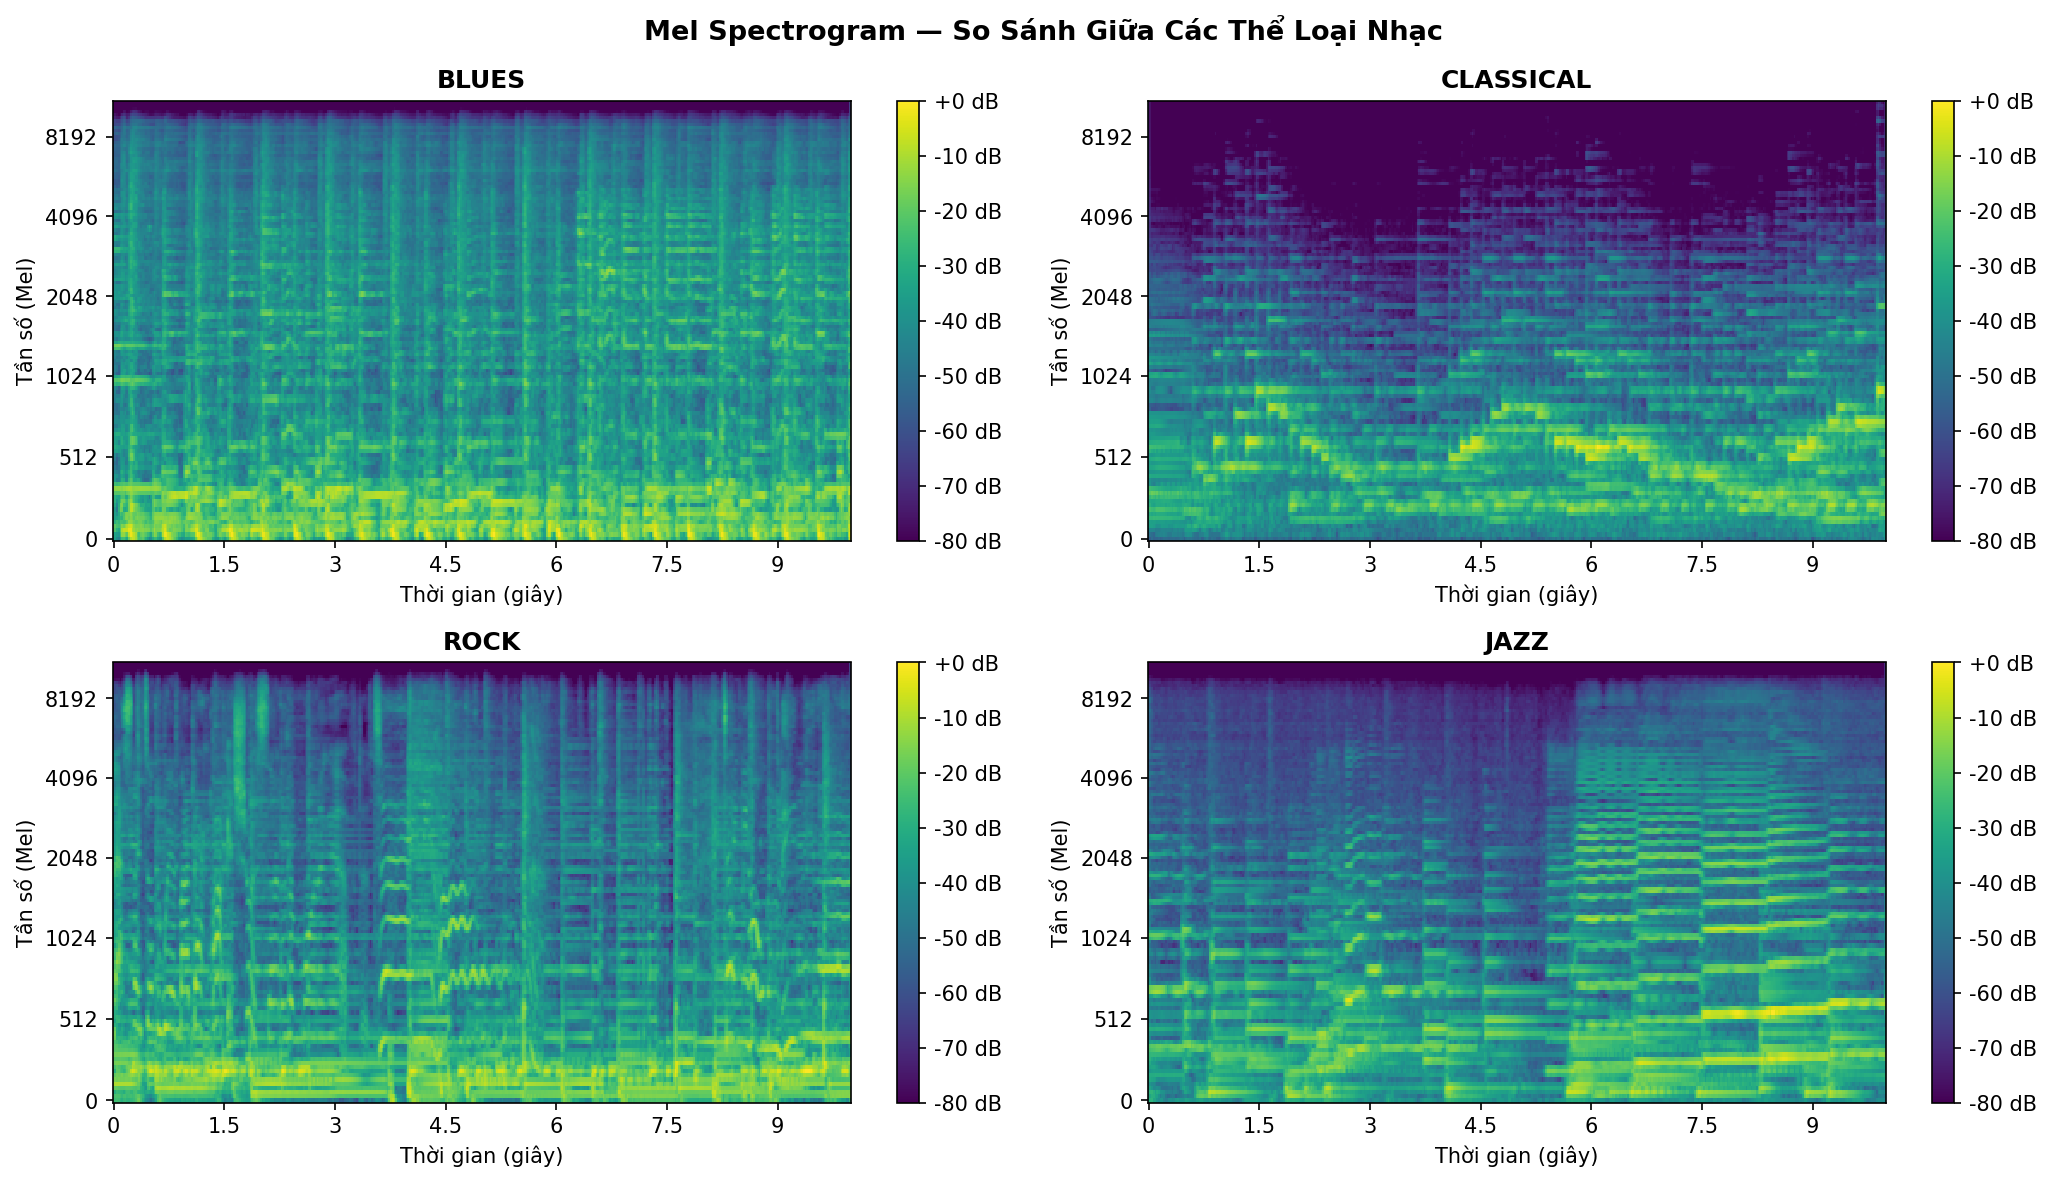 Mel Spectrogram — So Sánh Giữa Các Thể Loại Nhạc
BLUES
Tần số (Mel)
8192
4096
2048
1024
512
0
0 1.5 3 4.5 6 7.5 9
Thời gian (giây)
+0 dB
-10 dB
-20 dB
-30 dB
-40 dB
-50 dB
-60 dB
-70 dB
-80 dB
CLASSICAL
Tần số (Mel)
8192
4096
2048
1024
512
0
0 1.5 3 4.5 6 7.5 9
Thời gian (giây)
+0 dB
-10 dB
-20 dB
-30 dB
-40 dB
-50 dB
-60 dB
-70 dB
-80 dB
ROCK
Tần số (Mel)
8192
4096
2048
1024
512
0
0 1.5 3 4.5 6 7.5 9
Thời gian (giây)
+0 dB
-10 dB
-20 dB
-30 dB
-40 dB
-50 dB
-60 dB
-70 dB
-80 dB
JAZZ
Tần số (Mel)
8192
4096
2048
1024
512
0
0 1.5 3 4.5 6 7.5 9
Thời gian (giây)
+0 dB
-10 dB
-20 dB
-30 dB
-40 dB
-50 dB
-60 dB
-70 dB
-80 dB